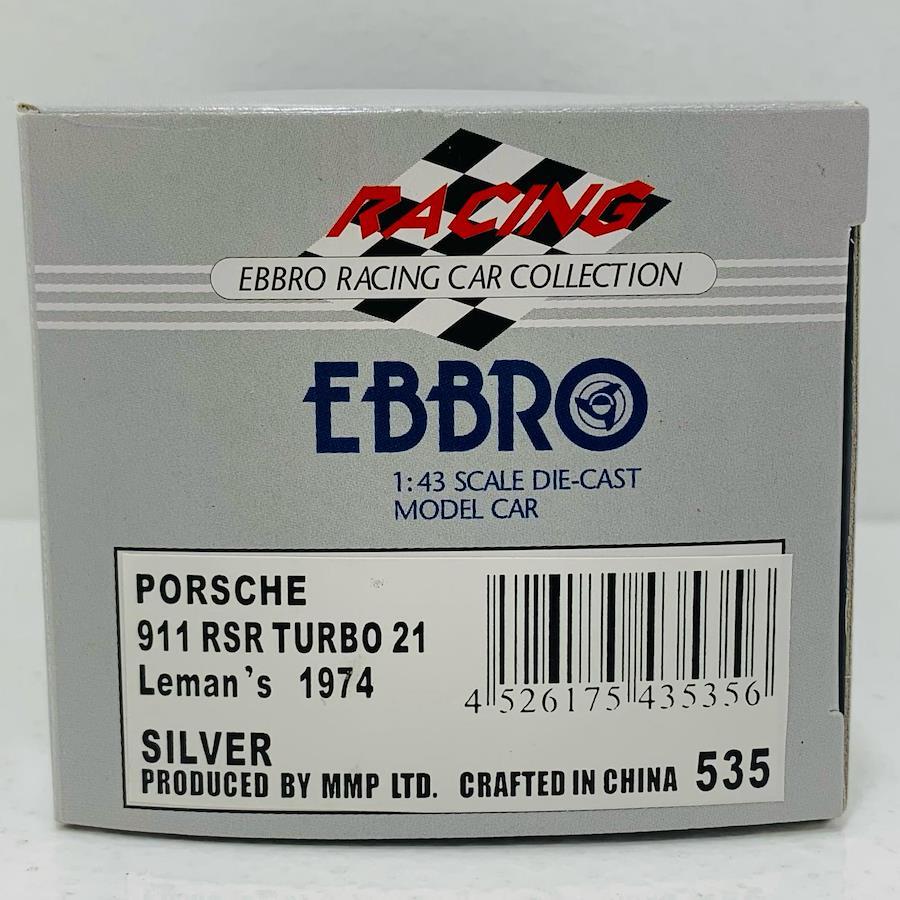 RACING
EBBRO RACING CAR COLLECTION
EBBRO
1:43 SCALE DIE-CAST
MODEL CAR
PORSCHE
911 RSR TURBO 21
Leman's 1974
4 526175 435356
SILVER
PRODUCED BY MMP LTD. CRAFTED IN CHINA 535